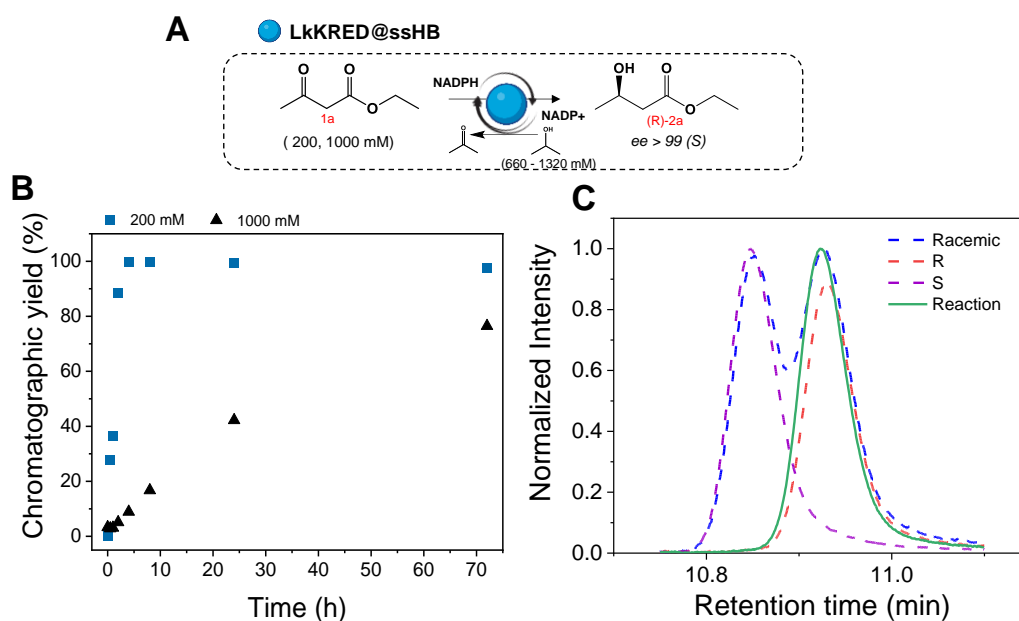 A
LkKRED@ssHB
O
O
O
1a
( 200, 1000 mM)
NADPH
NADP+
O
OH
(660 - 1320 mM)
OH
O
O
(R)-2a
ee > 99 (S)
B
200 mM
1000 mM
Chromatographic yield (%)
100
80
60
40
20
0
0
10
20
30
40
50
60
70
Time (h)
C
Racemic
R
S
Reaction
Normalized Intensity
1.0
0.8
0.6
0.4
0.2
0.0
10.8
11.0
Retention time (min)